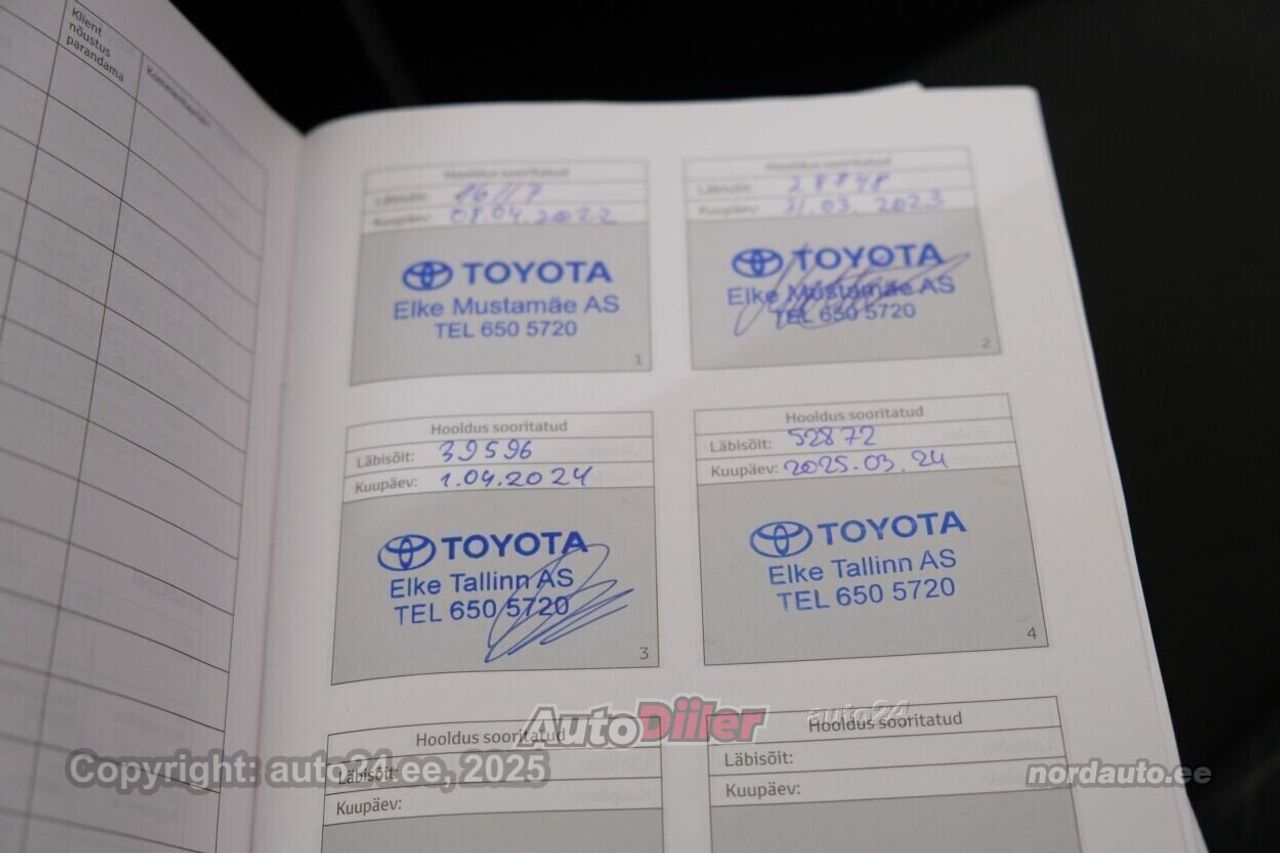 Klient
nõustus
parandama
Kommentaarid
Hooldus sooritatud
Läbisõit: 16117
Kuupäev: 08.04.2022
TOYOTA
Elke Mustamäe AS
TEL 650 5720
1
Hooldus sooritatud
Läbisõit: 28848
Kuupäev: 31.03.2023
TOYOTA
Elke Mustamäe AS
TEL 650 5720
2
Hooldus sooritatud
Läbisõit: 39596
Kuupäev: 1.04.2024
TOYOTA
Elke Tallinn AS
TEL 650 5720
3
Hooldus sooritatud
Läbisõit: 52872
Kuupäev: 2025.03.24
TOYOTA
Elke Tallinn AS
TEL 650 5720
4
Hooldus sooritatud
Läbisõit:
Kuupäev:
Hooldus sooritatud
Läbisõit:
Kuupäev:
AutoDiiler
auto24
Copyright: auto24.ee, 2025
nordauto.ee